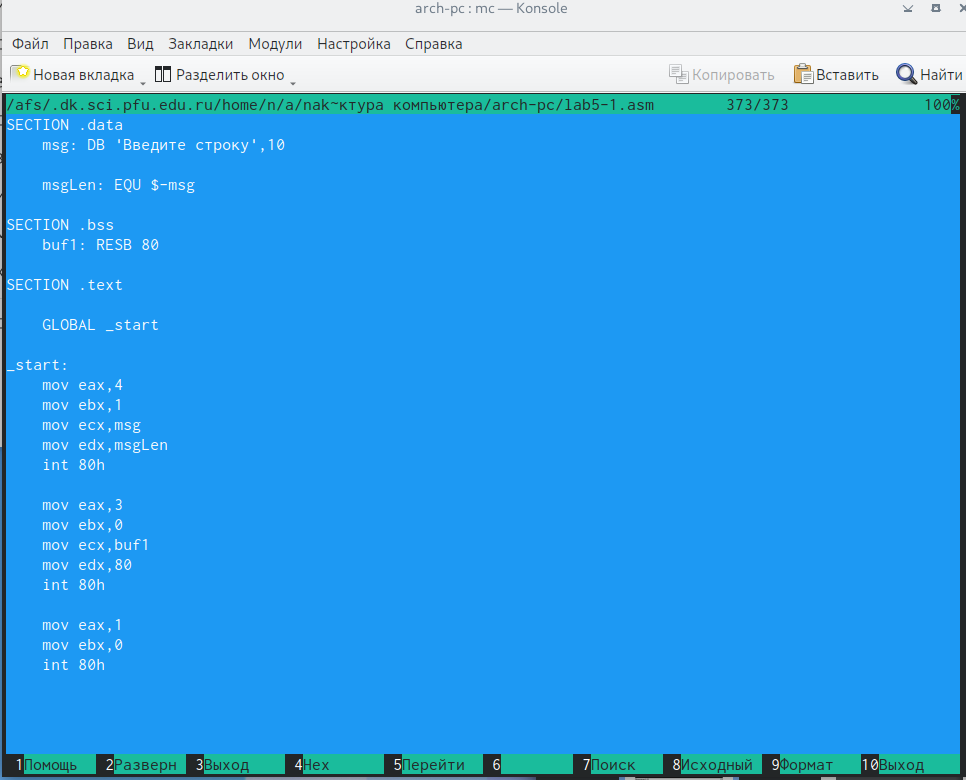 arch-pc : mc — Konsole
Файл Правка Вид Закладки Модули Настройка Справка
Новая вкладка Разделить окно Копировать Вставить Найти
/afs/.dk.sci.pfu.edu.ru/home/n/a/nak~ктура компьютера/arch-pc/lab5-1.asm 373/373 100%
SECTION .data
msg: DB 'Введите строку',10
msgLen: EQU $-msg
SECTION .bss
buf1: RESB 80
SECTION .text
GLOBAL _start
_start:
mov eax,4
mov ebx,1
mov ecx,msg
mov edx,msgLen
int 80h
mov eax,3
mov ebx,0
mov ecx,buf1
mov edx,80
int 80h
mov eax,1
mov ebx,0
int 80h
1Помощь 2Разверн 3Выход 4Hex 5Перейти 6 7Поиск 8Исходный 9Формат 10Выход